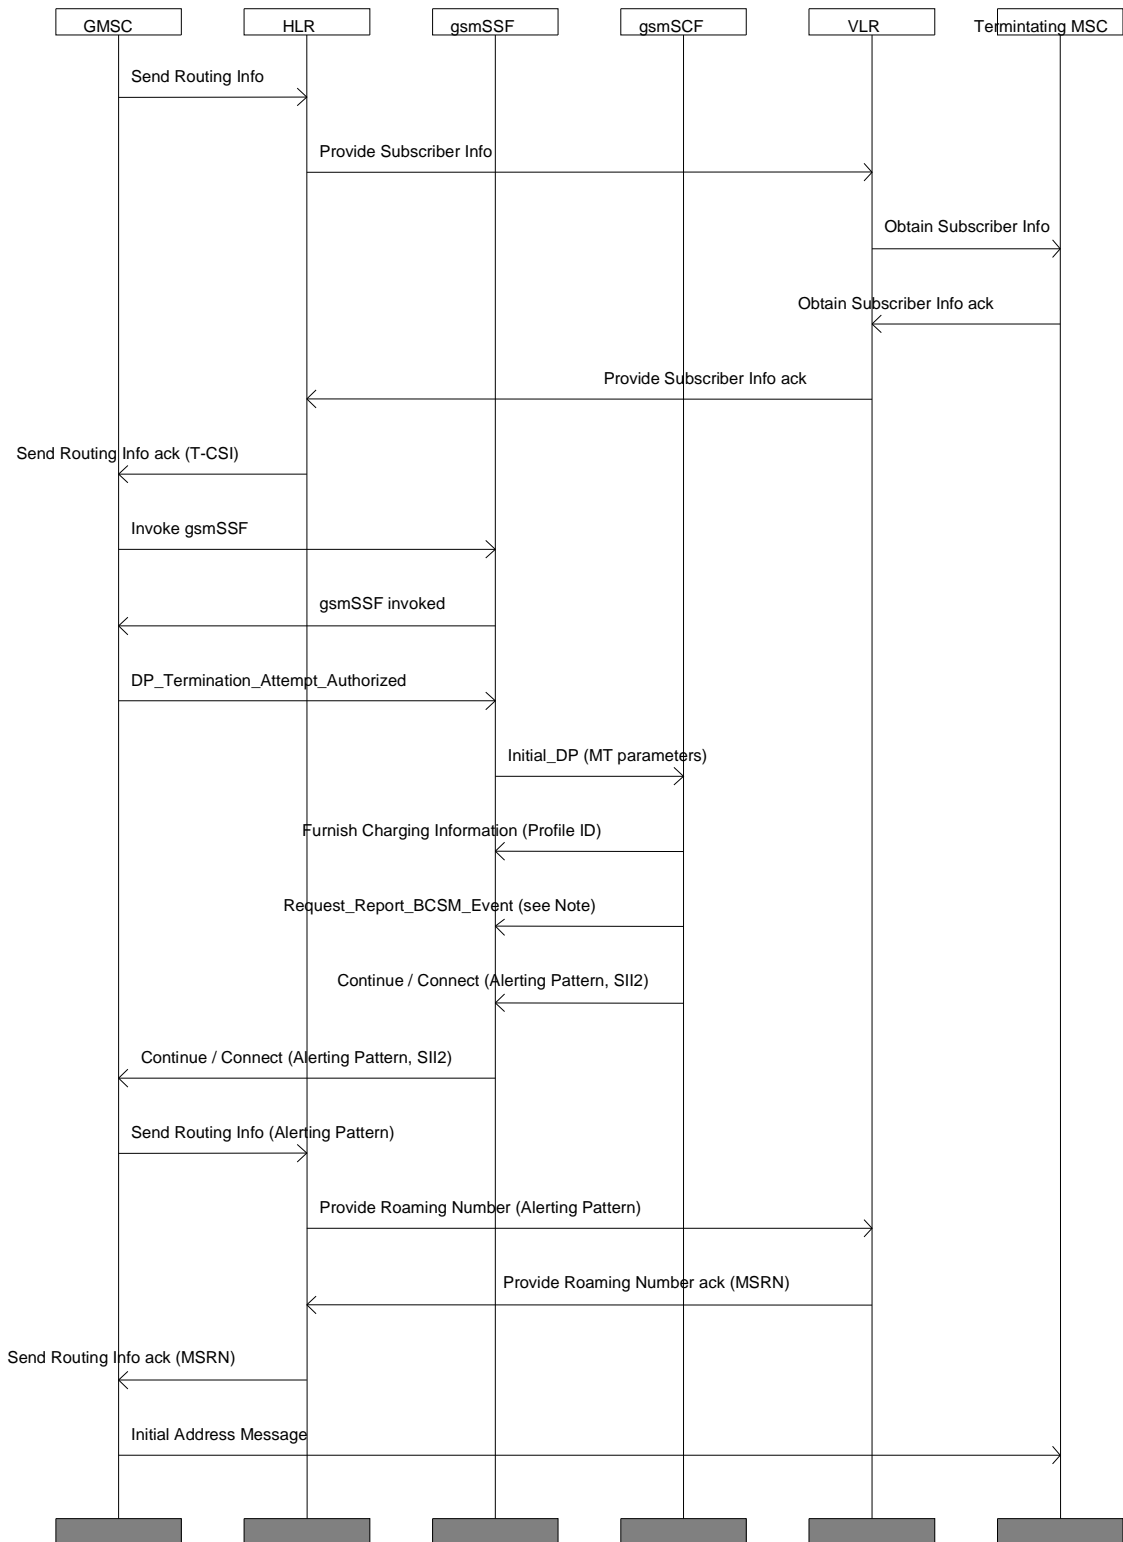 GMSC
HLR
gsmSSF
gsmSCF
VLR
Termintating MSC
Send Routing Info
Provide Subscriber Info
Obtain Subscriber Info
Obtain Subscriber Info ack
Provide Subscriber Info ack
Send Routing Info ack (T-CSI)
Invoke gsmSSF
gsmSSF invoked
DP_Termination_Attempt_Authorized
Initial_DP (MT parameters)
Furnish Charging Information (Profile ID)
Request_Report_BCSM_Event (see Note)
Continue / Connect (Alerting Pattern, SII2)
Continue / Connect (Alerting Pattern, SII2)
Send Routing Info (Alerting Pattern)
Provide Roaming Number (Alerting Pattern)
Provide Roaming Number ack (MSRN)
Send Routing Info ack (MSRN)
Initial Address Message